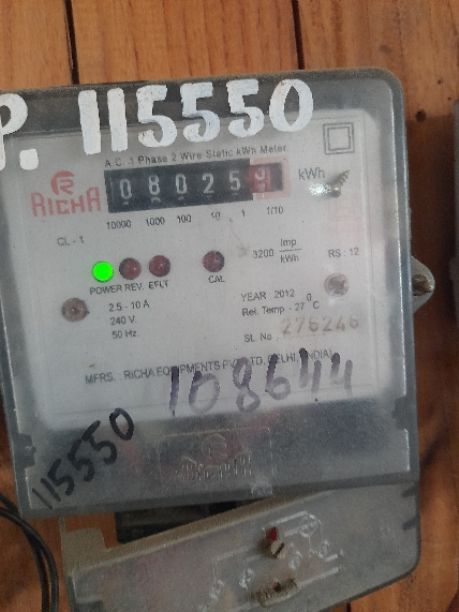 P. 115550
A.C. 1 Phase 2 Wire Static kWh Meter
R
RICHA
08025 kWh
10000 1000 100 10 1 1/10
CL - 1
3200 Imp/kWh
RS : 12
POWER REV. E/LT CAL
2.5 - 10 A
240 V.
50 Hz.
YEAR : 2012
Ref. Temp - 27°C
SL No 276246
MFRS. : RICHA EQUIPMENTS PVT. LTD. DELHI, (INDIA)
108644
115550